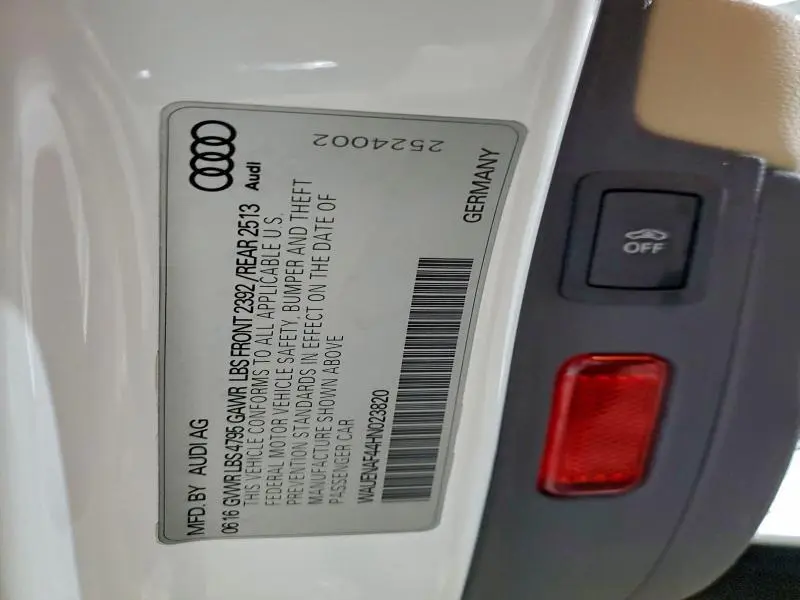 MFD. BY AUDI AG
0616 GVWR LBS 4795 GAWR LBS FRONT 2392 /REAR 2513
THIS VEHICLE CONFORMS TO ALL APPLICABLE U.S.
FEDERAL MOTOR VEHICLE SAFETY, BUMPER AND THEFT
PREVENTION STANDARDS IN EFFECT ON THE DATE OF
MANUFACTURE SHOWN ABOVE
PASSENGER CAR
WAUENAF44HN023820
Audi
2524002
GERMANY
OFF